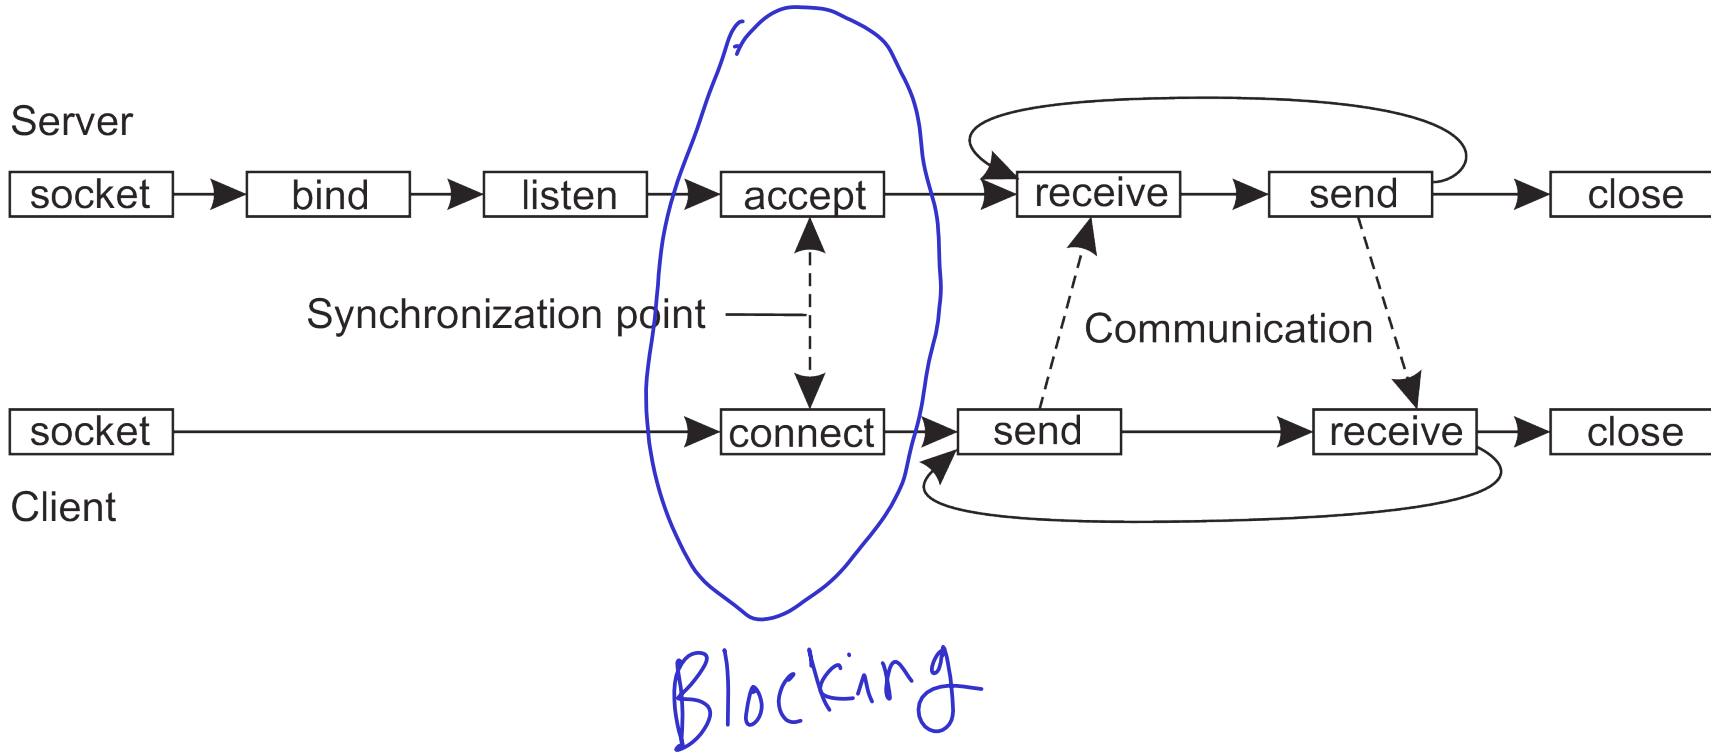 Server
socket bind listen accept receive send close
Synchronization point
Communication
socket connect send receive close
Client
Blocking